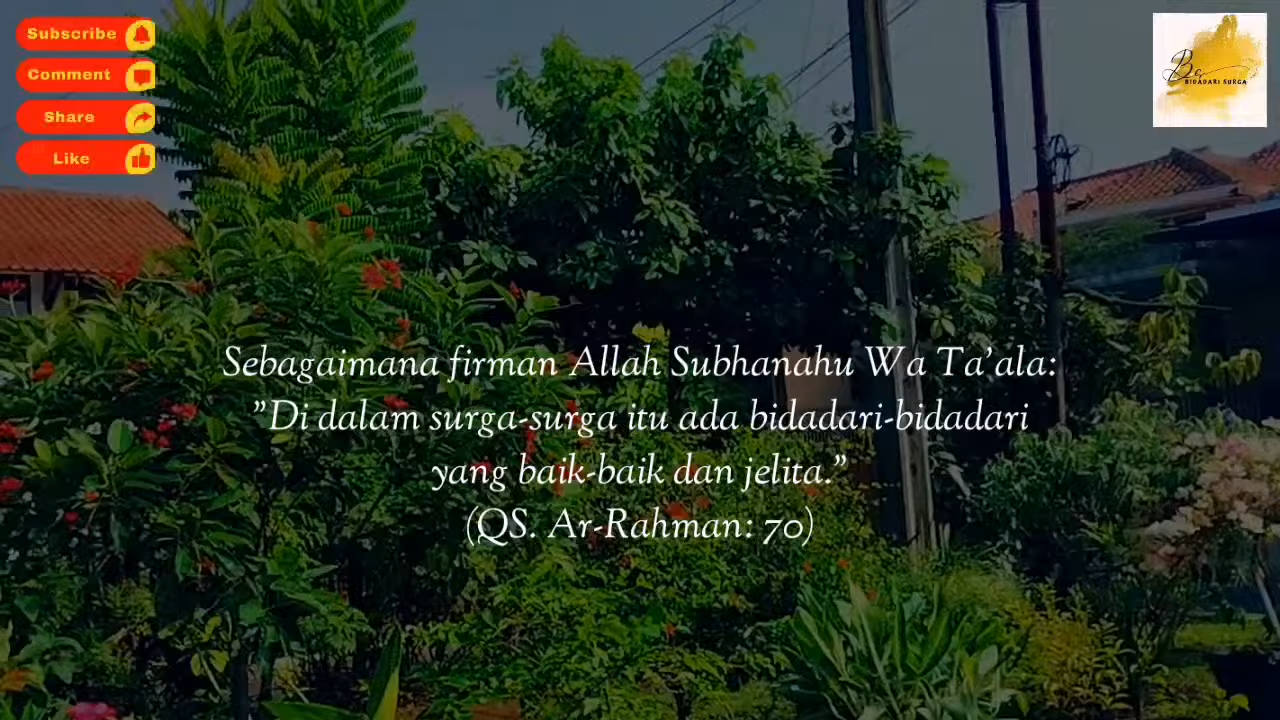 Subscribe
Comment
Share
Like
Bs
BIDADARI SURGA
Sebagaimana firman Allah Subhanahu Wa Ta’ala:
”Di dalam surga-surga itu ada bidadari-bidadari
yang baik-baik dan jelita.”
(QS. Ar-Rahman: 70)